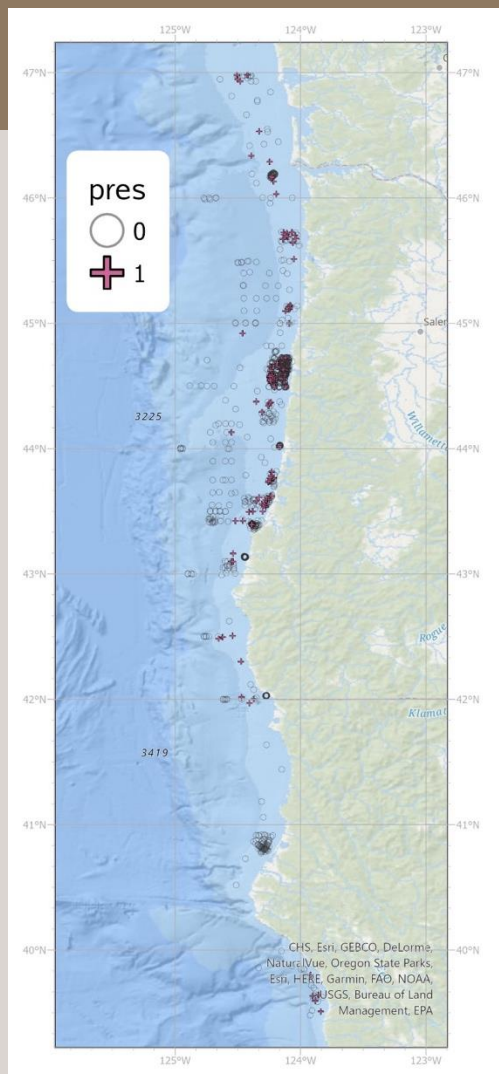 125°W
124°W
123°W
47°N
47°N
pres
0
1
46°N
46°N
45°N
45°N
Saler
3225
Willamette
44°N
44°N
43°N
43°N
Rogue
42°N
42°N
Klamat
3419
41°N
41°N
40°N
40°N
CHS, Esri, GEBCO, DeLorme,
NaturalVue, Oregon State Parks,
Esri, HERE, Garmin, FAO, NOAA,
USGS, Bureau of Land
Management, EPA
125°W
124°W
123°W